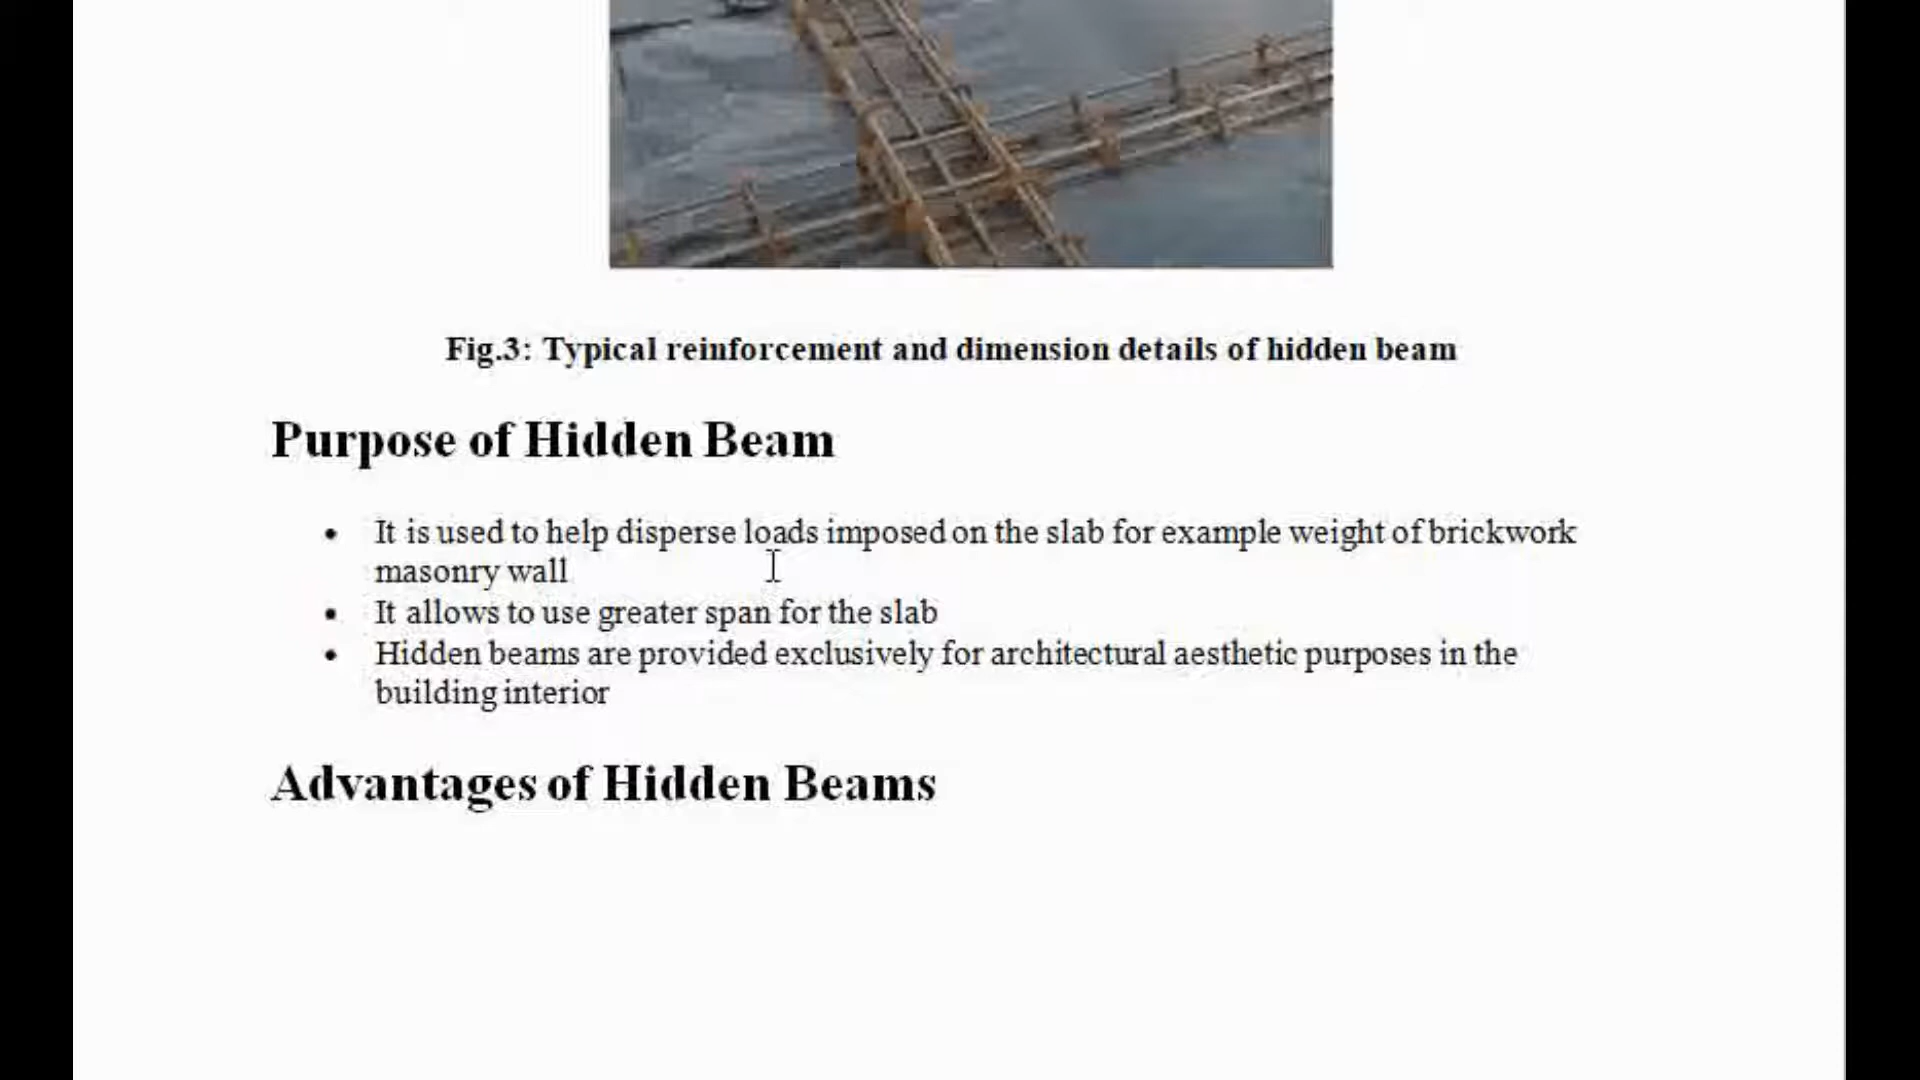 Fig.3: Typical reinforcement and dimension details of hidden beam
Purpose of Hidden Beam
• It is used to help disperse loads imposed on the slab for example weight of brickwork
masonry wall
• It allows to use greater span for the slab
• Hidden beams are provided exclusively for architectural aesthetic purposes in the
building interior
Advantages of Hidden Beams